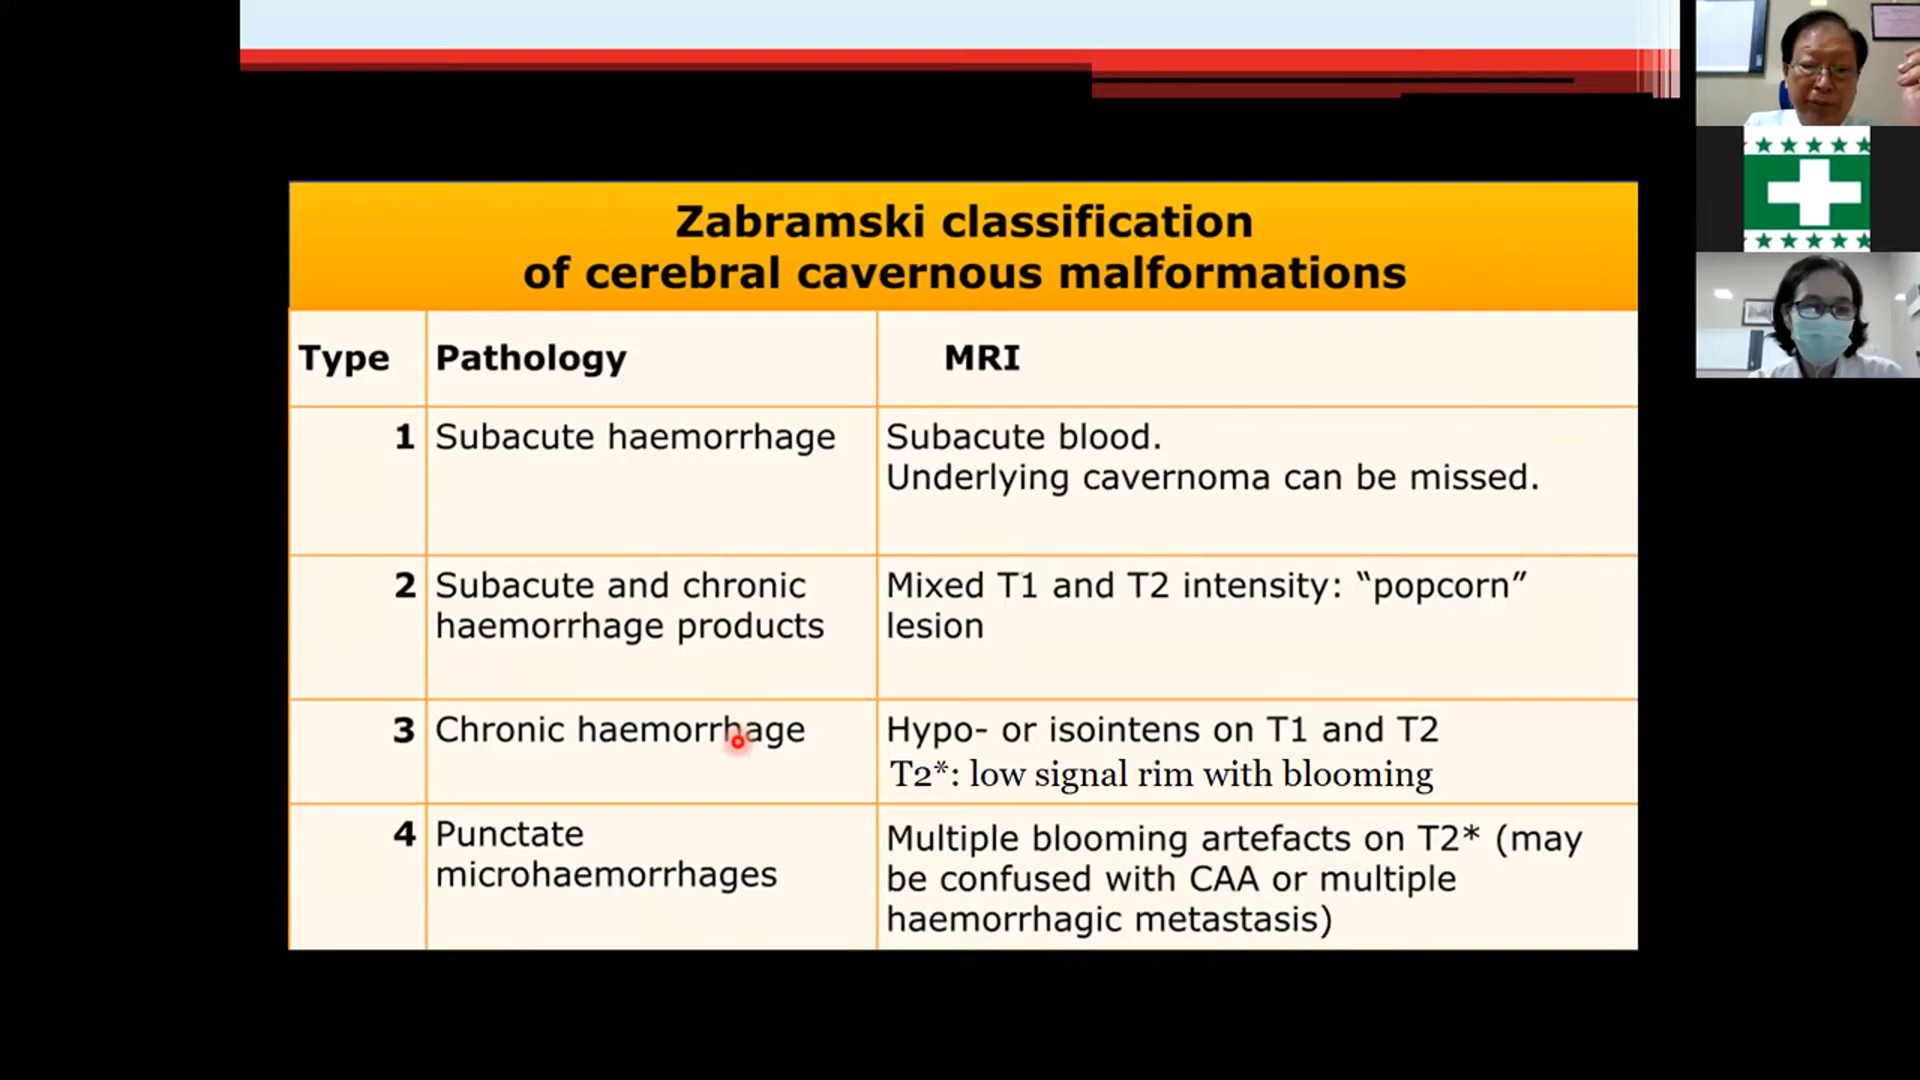 Zabramski classification
of cerebral cavernous malformations
Type Pathology MRI
1 Subacute haemorrhage Subacute blood.
Underlying cavernoma can be missed.
2 Subacute and chronic Mixed T1 and T2 intensity: “popcorn”
haemorrhage products lesion
3 Chronic haemorrhage Hypo- or isointens on T1 and T2
T2*: low signal rim with blooming
4 Punctate Multiple blooming artefacts on T2* (may
microhaemorrhages be confused with CAA or multiple
haemorrhagic metastasis)